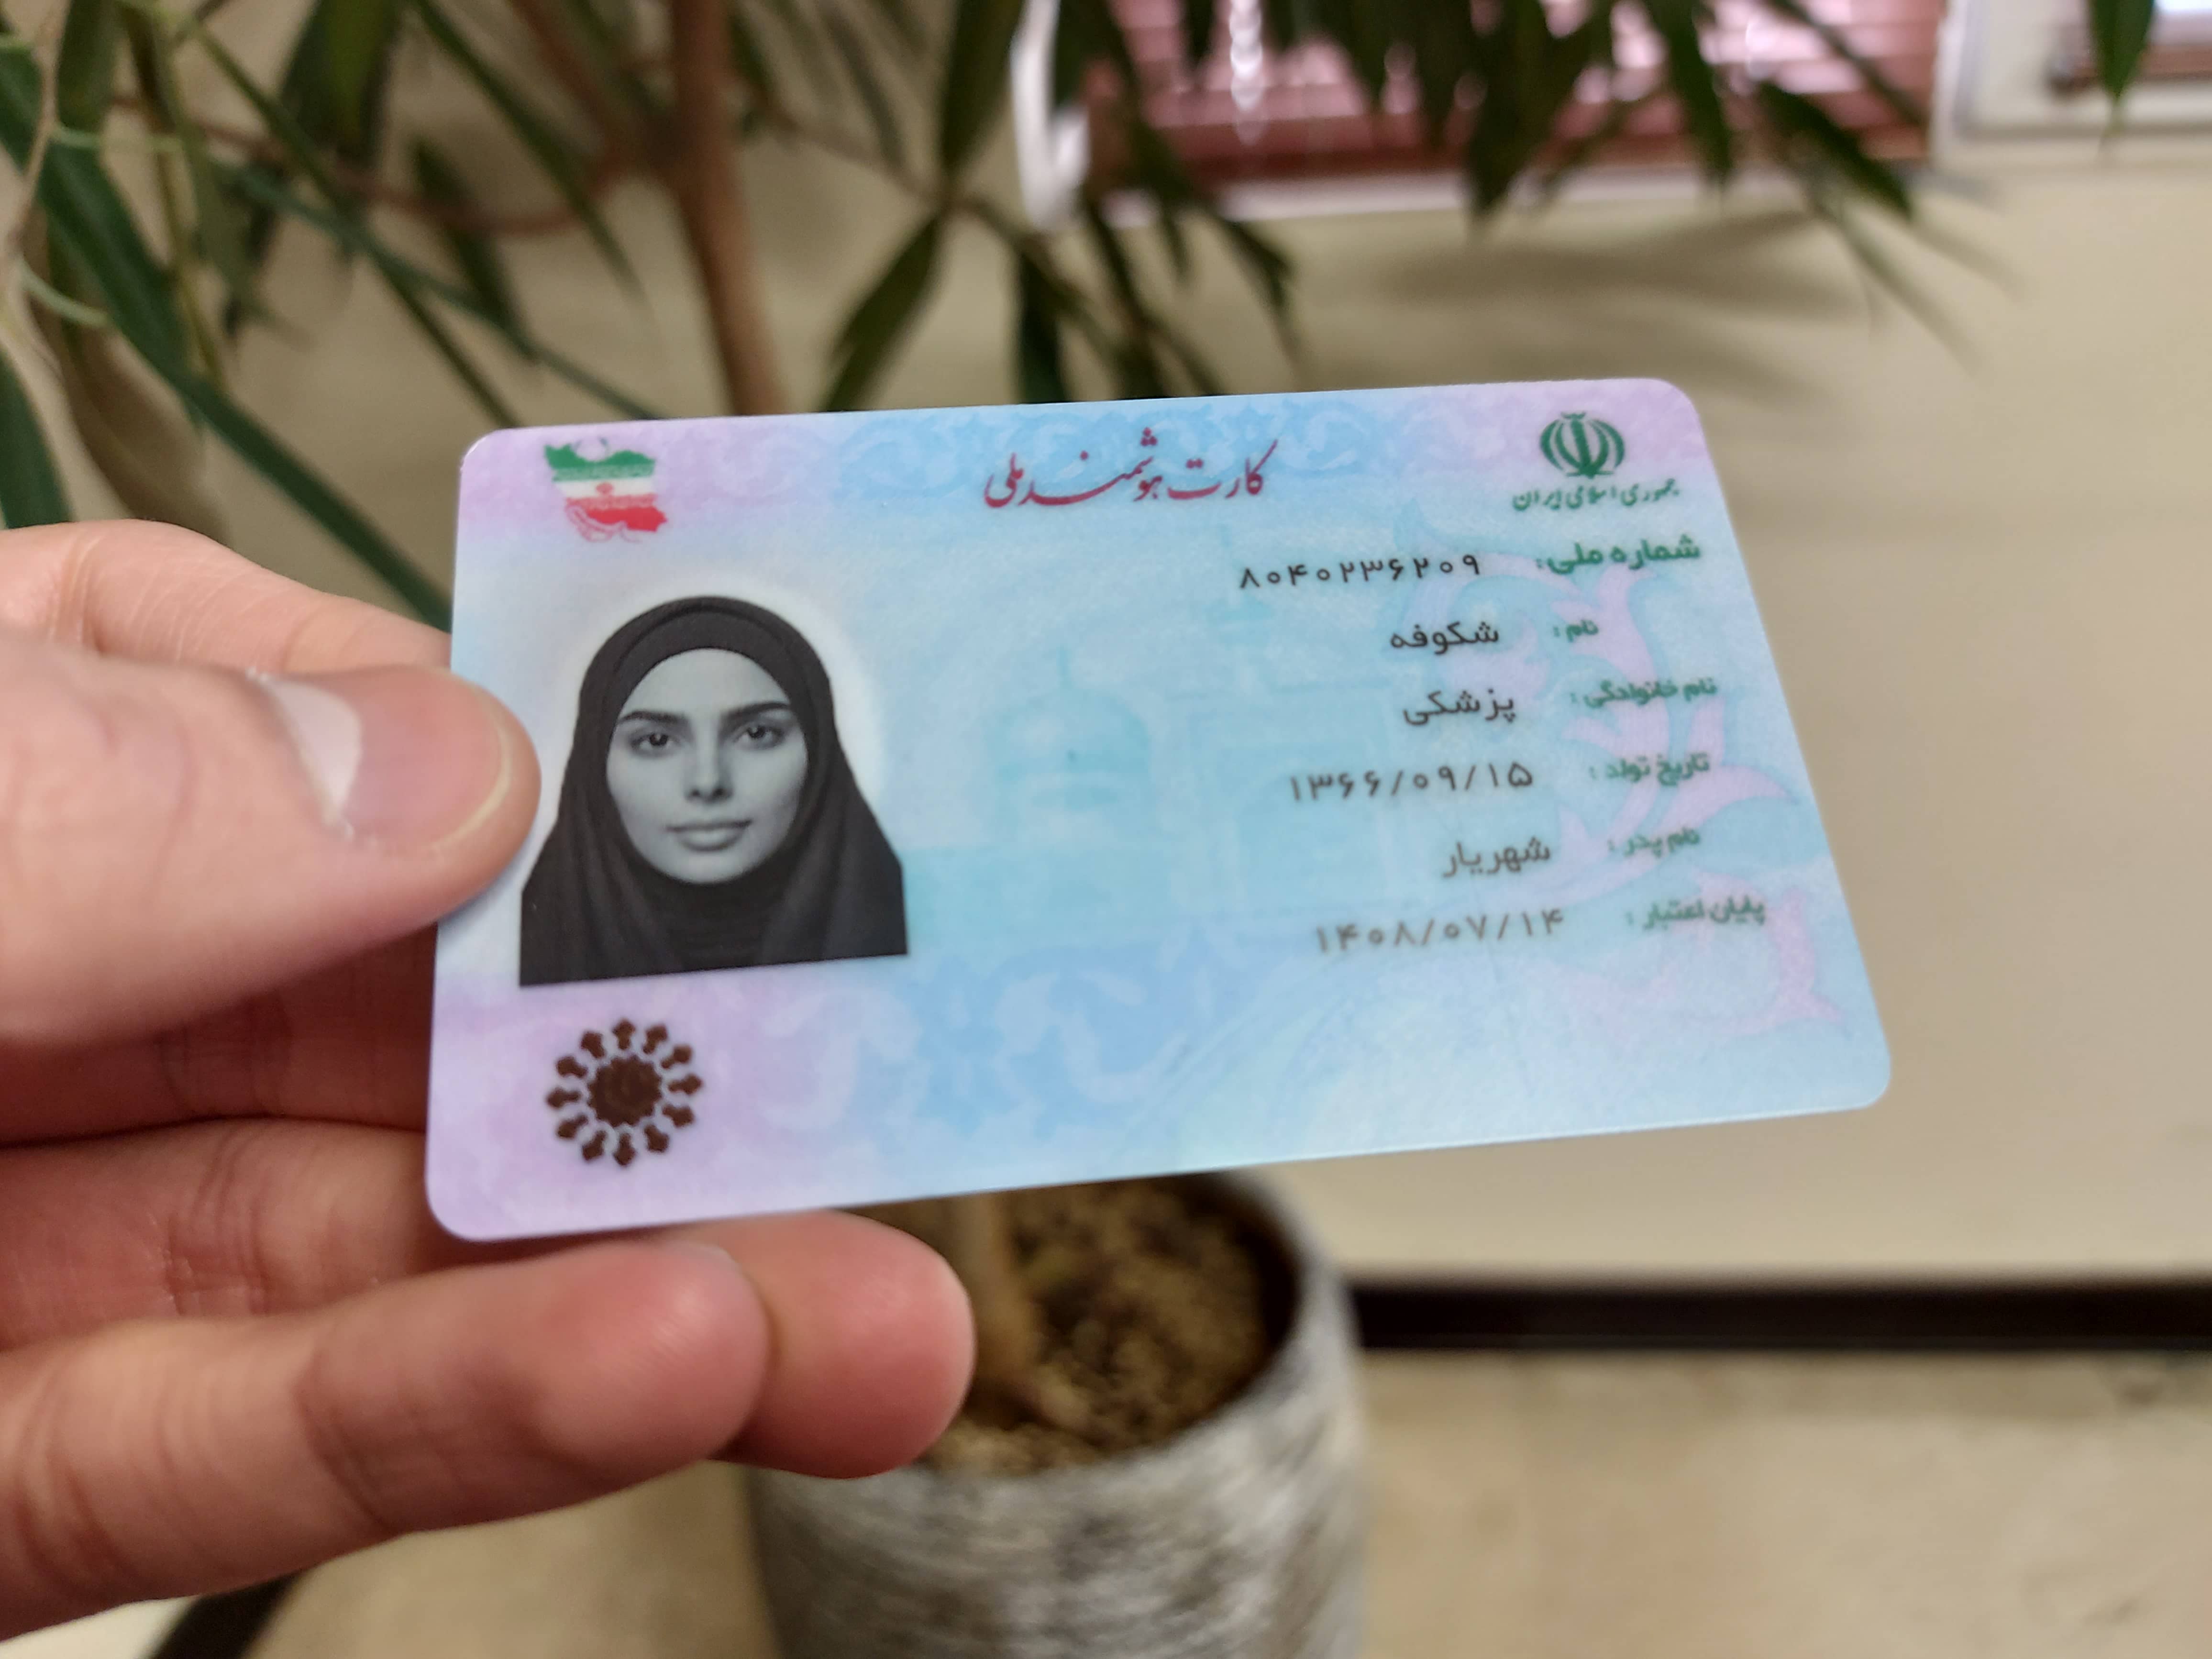 کارت هوشمند ملی
جمهوری اسلامی ایران
شماره ملی: ۸۰۴۰۲۳۶۲۰۹
نام: شکوفه
نام خانوادگی: پزشکی
تاریخ تولد: ۱۳۶۶/۰۹/۱۵
نام پدر: شهریار
پایان اعتبار: ۱۴۰۸/۰۷/۱۴